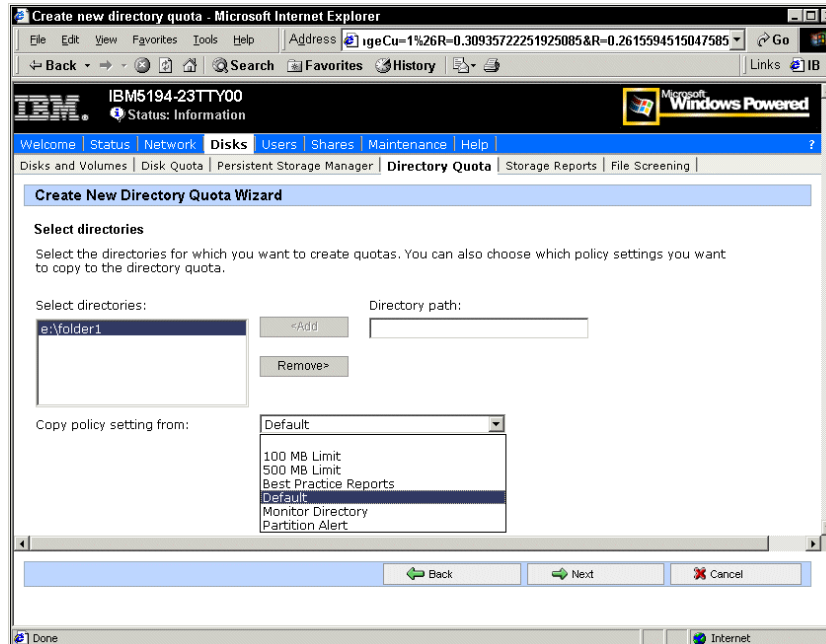 Create new directory quota - Microsoft Internet Explorer
File Edit View Favorites Tools Help Address ıgeCu=1%26R=0.30935722251925085&R=0.2615594515047585 Go
Back Search Favorites History Links IB
IBM. IBM5194-23TTY00 Microsoft
Status: Information Windows Powered
Welcome | Status | Network | Disks | Users | Shares | Maintenance | Help | ?
Disks and Volumes | Disk Quota | Persistent Storage Manager | Directory Quota | Storage Reports | File Screening |
Create New Directory Quota Wizard
Select directories
Select the directories for which you want to create quotas. You can also choose which policy settings you want
to copy to the directory quota.
Select directories: Directory path:
e:\folder1 <Add
Remove>
Copy policy setting from: Default
100 MB Limit
500 MB Limit
Best Practice Reports
Default
Monitor Directory
Partition Alert
Back Next Cancel
Done Internet